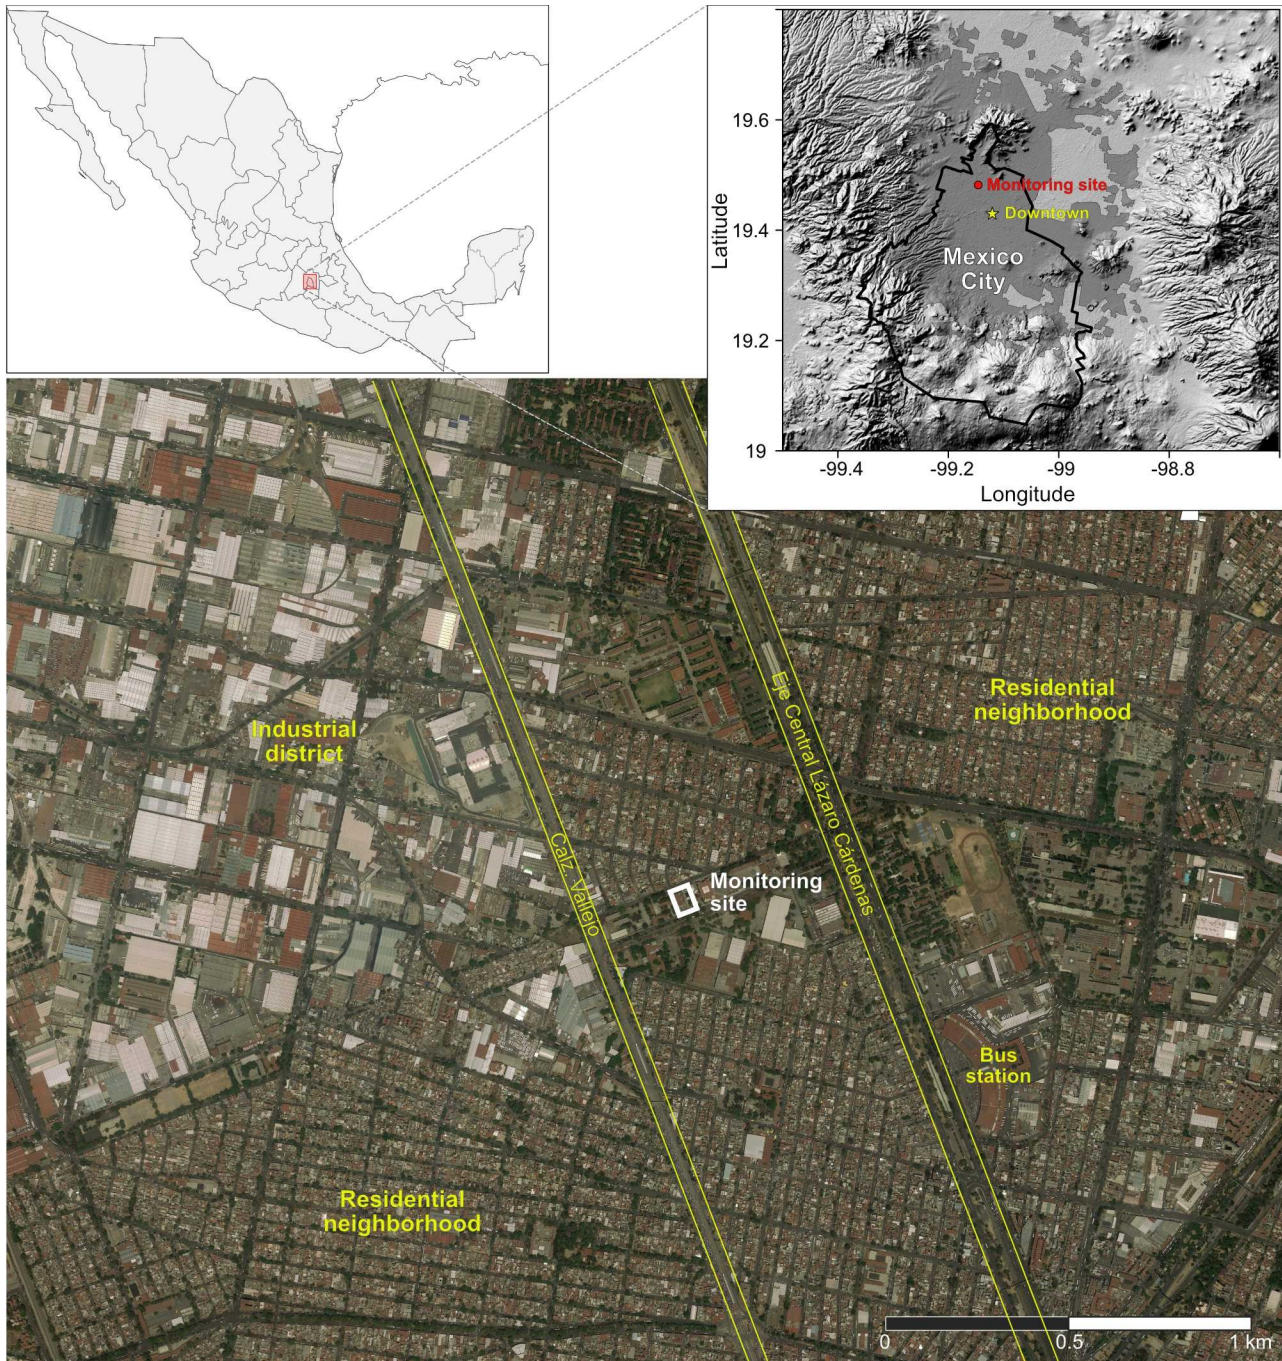 19.6
19.4
19.2
19
Latitude
-99.4
-99.2
-99
-98.8
Longitude
Monitoring site
Downtown
Mexico
City
Residential
neighborhood
Industrial
district
Eje Central Lázaro Cárdenas
Calz. Vallejo
Monitoring
site
Bus
station
Residential
neighborhood
0
0.5
1 km